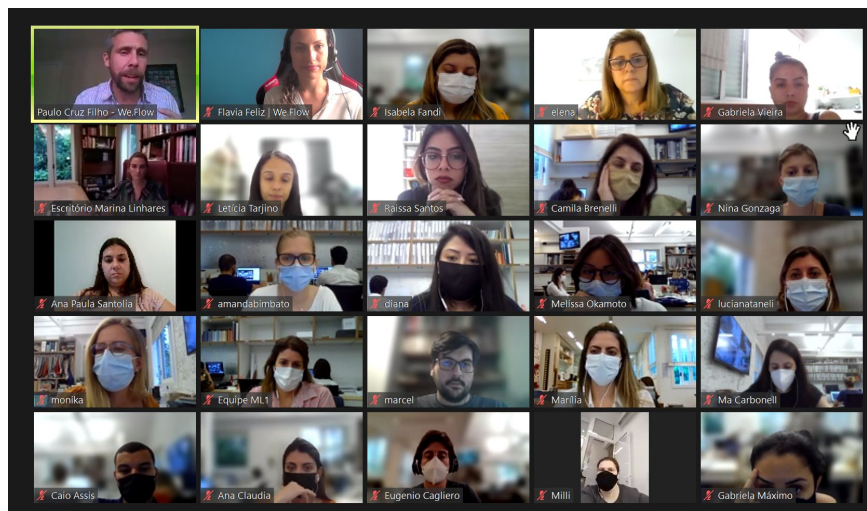 Paulo Cruz Filho - We.Flow
Flavia Feliz | We.Flow
Isabela Fandi
elena
Gabriela Vieira
Escritório Marina Linhares
Letícia Tarjino
Raissa Santos
Camila Brenelli
Nina Gonzaga
Ana Paula Santolia
amandabimbato
diana
Melissa Okamoto
lucianataneli
monika
Equipe ML1
marcel
Marília
Ma Carbonell
Caio Assis
Ana Claudia
Eugenio Cagliero
Milli
Gabriela Máximo